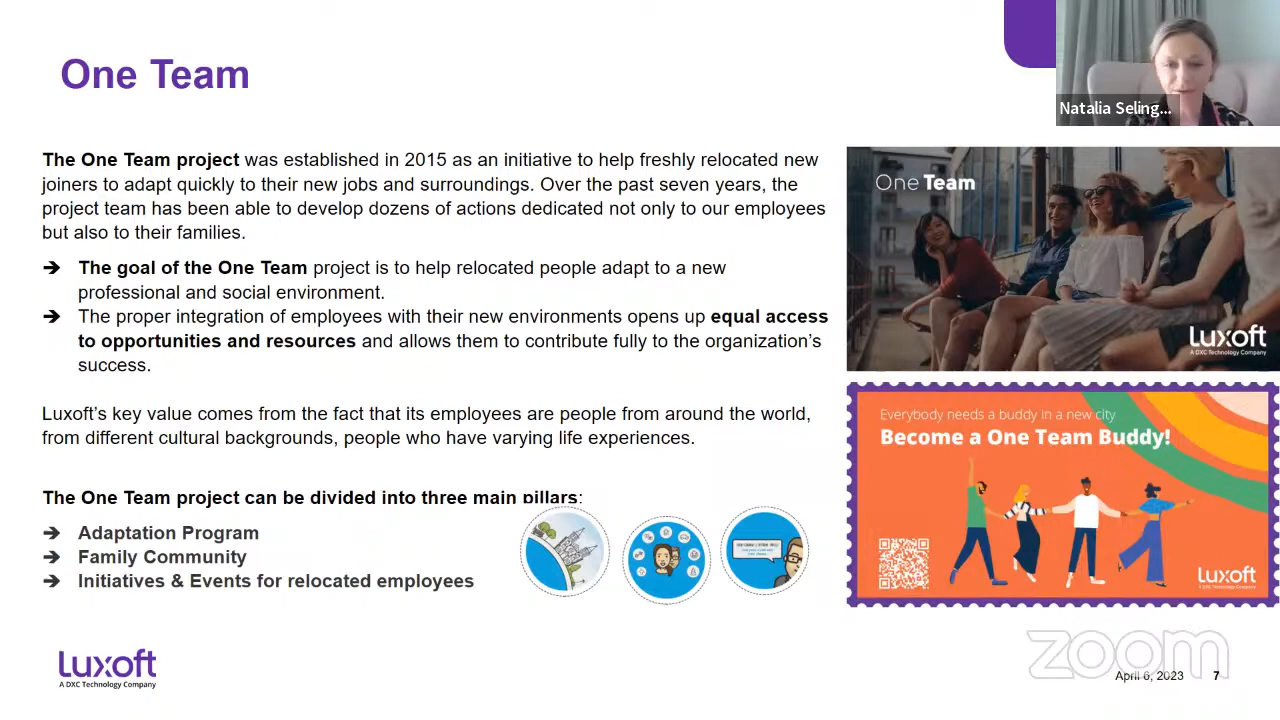 One Team
Natalia Seling...
The One Team project was established in 2015 as an initiative to help freshly relocated new
joiners to adapt quickly to their new jobs and surroundings. Over the past seven years, the
project team has been able to develop dozens of actions dedicated not only to our employees
but also to their families.
➔ The goal of the One Team project is to help relocated people adapt to a new
professional and social environment.
➔ The proper integration of employees with their new environments opens up equal access
to opportunities and resources and allows them to contribute fully to the organization’s
success.
Luxoft’s key value comes from the fact that its employees are people from around the world,
from different cultural backgrounds, people who have varying life experiences.
The One Team project can be divided into three main pillars:
➔ Adaptation Program
➔ Family Community
➔ Initiatives & Events for relocated employees
One Team
Luxoft
A DXC Technology Company
Everybody needs a buddy in a new city
Become a One Team Buddy!
Luxoft
A DXC Technology Company
Luxoft
A DXC Technology Company
zoom
April 6, 2023 7